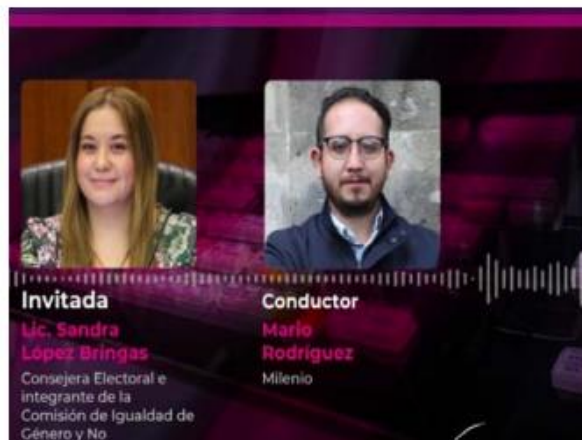 Invitada
Lic. Sandra
López Bringas
Consejera Electoral e
integrante de la
Comisión de Igualdad de
Género y No
Conductor
Mario
Rodríguez
Milenio